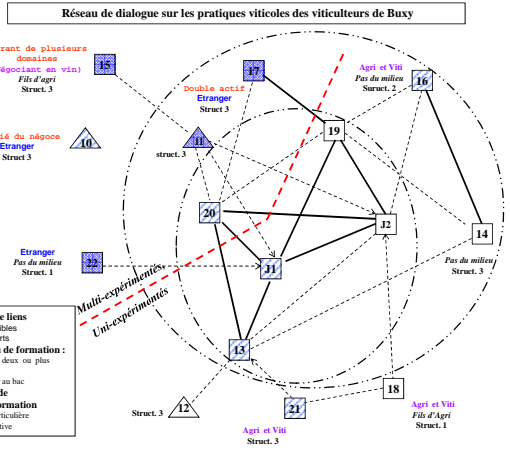 Réseau de dialogue sur les pratiques viticoles des viticulteurs de Buxy
rant de plusieurs
domaines
égociant en vin)
Fils d'agri
Struct. 3
15
17
Double actif
Etranger
Struct 3
Agri et Viti
Pas du milieu
Suruct. 2
16
19
ié du négoce
Etranger
Struct 3
10
11
struct. 3
20
J2
14
Pas du milieu
Struct. 3
Etranger
Pas du milieu
Struct. 1
22
J1
Multi-expérimentés,
Uni-expérimentés
13
e liens
ibles
rts
u de formation :
deux ou plus
r au bac
de
ormation
rticulière
tive
Struct. 3
12
21
Agri et Viti
Struct. 3
18
Agri et Viti
Fils d'Agri
Struct. 1